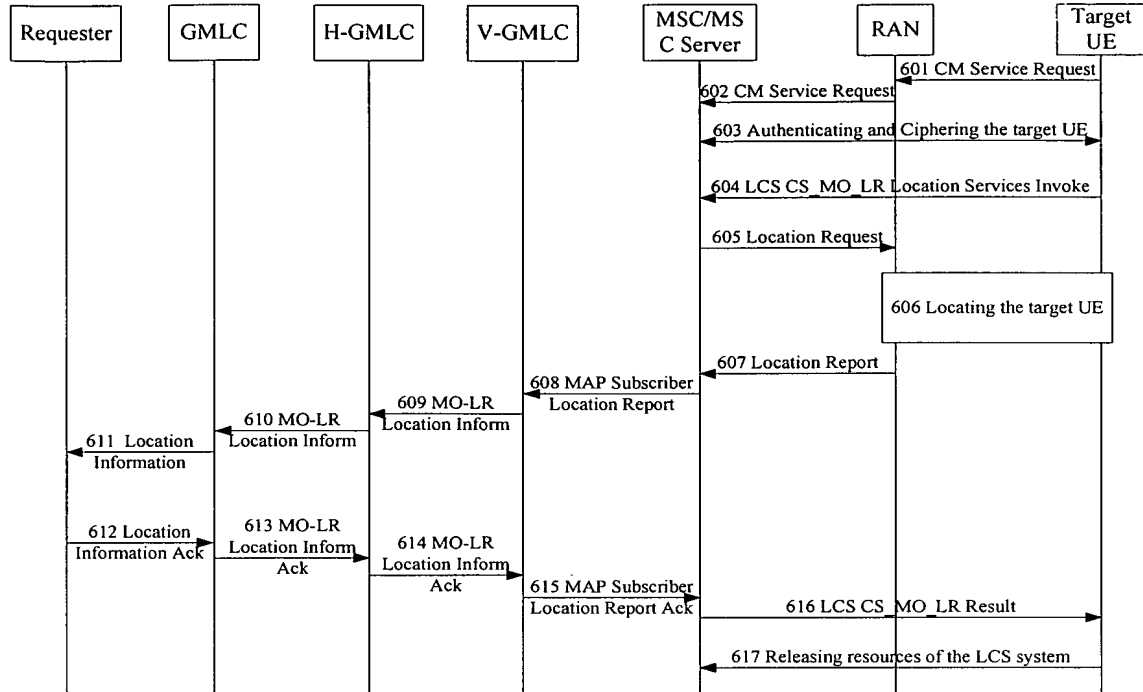 Requester
GMLC
H-GMLC
V-GMLC
MSC/MS
C Server
RAN
Target
UE
601 CM Service Request
602 CM Service Request
603 Authenticating and Ciphering the target UE
604 LCS CS_MO_LR Location Services Invoke
605 Location Request
606 Locating the target UE
607 Location Report
608 MAP Subscriber
Location Report
609 MO-LR
Location Inform
610 MO-LR
Location Inform
611 Location
Information
612 Location
Information Ack
613 MO-LR
Location Inform
Ack
614 MO-LR
Location Inform
Ack
615 MAP Subscriber
Location Report Ack
616 LCS CS_MO_LR Result
617 Releasing resources of the LCS system